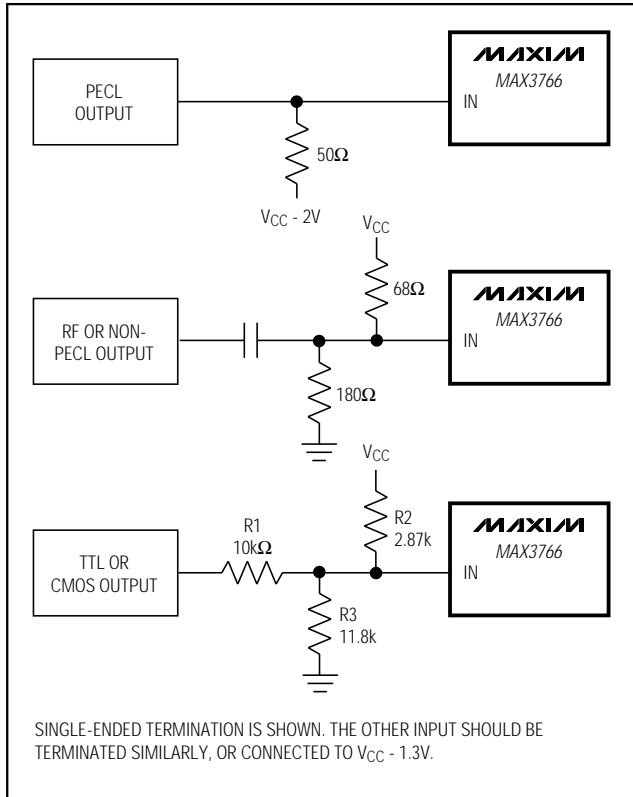 PECL
OUTPUT
MAXIM
MAX3766
IN
50Ω
VCC - 2V
RF OR NON-
PECL OUTPUT
VCC
68Ω
180Ω
MAXIM
MAX3766
IN
TTL OR
CMOS OUTPUT
R1
10kΩ
VCC
R2
2.87k
R3
11.8k
MAXIM
MAX3766
IN
SINGLE-ENDED TERMINATION IS SHOWN. THE OTHER INPUT SHOULD BE
TERMINATED SIMILARLY, OR CONNECTED TO VCC - 1.3V.